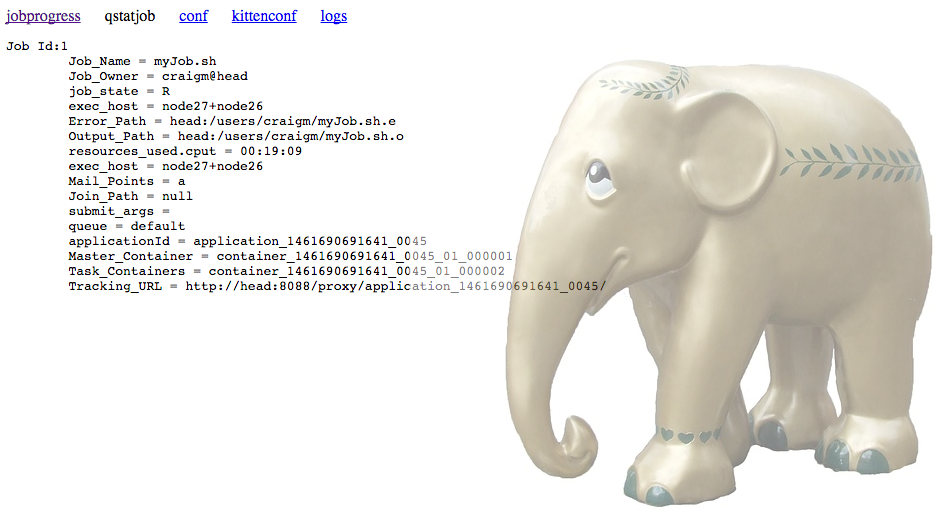 jobprogress qstatjob conf kittenconf logs
Job Id:1
Job_Name = myJob.sh
Job_Owner = craigm@head
job_state = R
exec_host = node27+node26
Error_Path = head:/users/craigm/myJob.sh.e
Output_Path = head:/users/craigm/myJob.sh.o
resources_used.cput = 00:19:09
exec_host = node27+node26
Mail_Points = a
Join_Path = null
submit_args =
queue = default
applicationId = application_1461690691641_0045
Master_Container = container_1461690691641_0045_01_000001
Task_Containers = container_1461690691641_0045_01_000002
Tracking_URL = http://head:8088/proxy/application_1461690691641_0045/